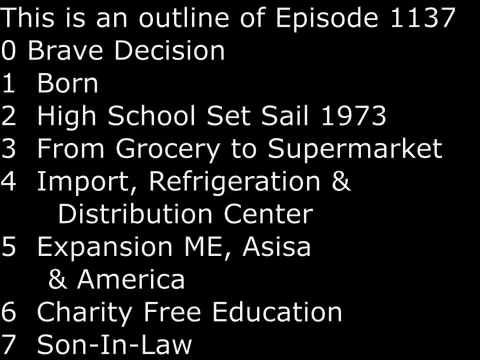 This is an outline of Episode 1137
0 Brave Decision
1 Born
2 High School Set Sail 1973
3 From Grocery to Supermarket
4 Import, Refrigeration &
Distribution Center
5 Expansion ME, Asisa
& America
6 Charity Free Education
7 Son-In-Law